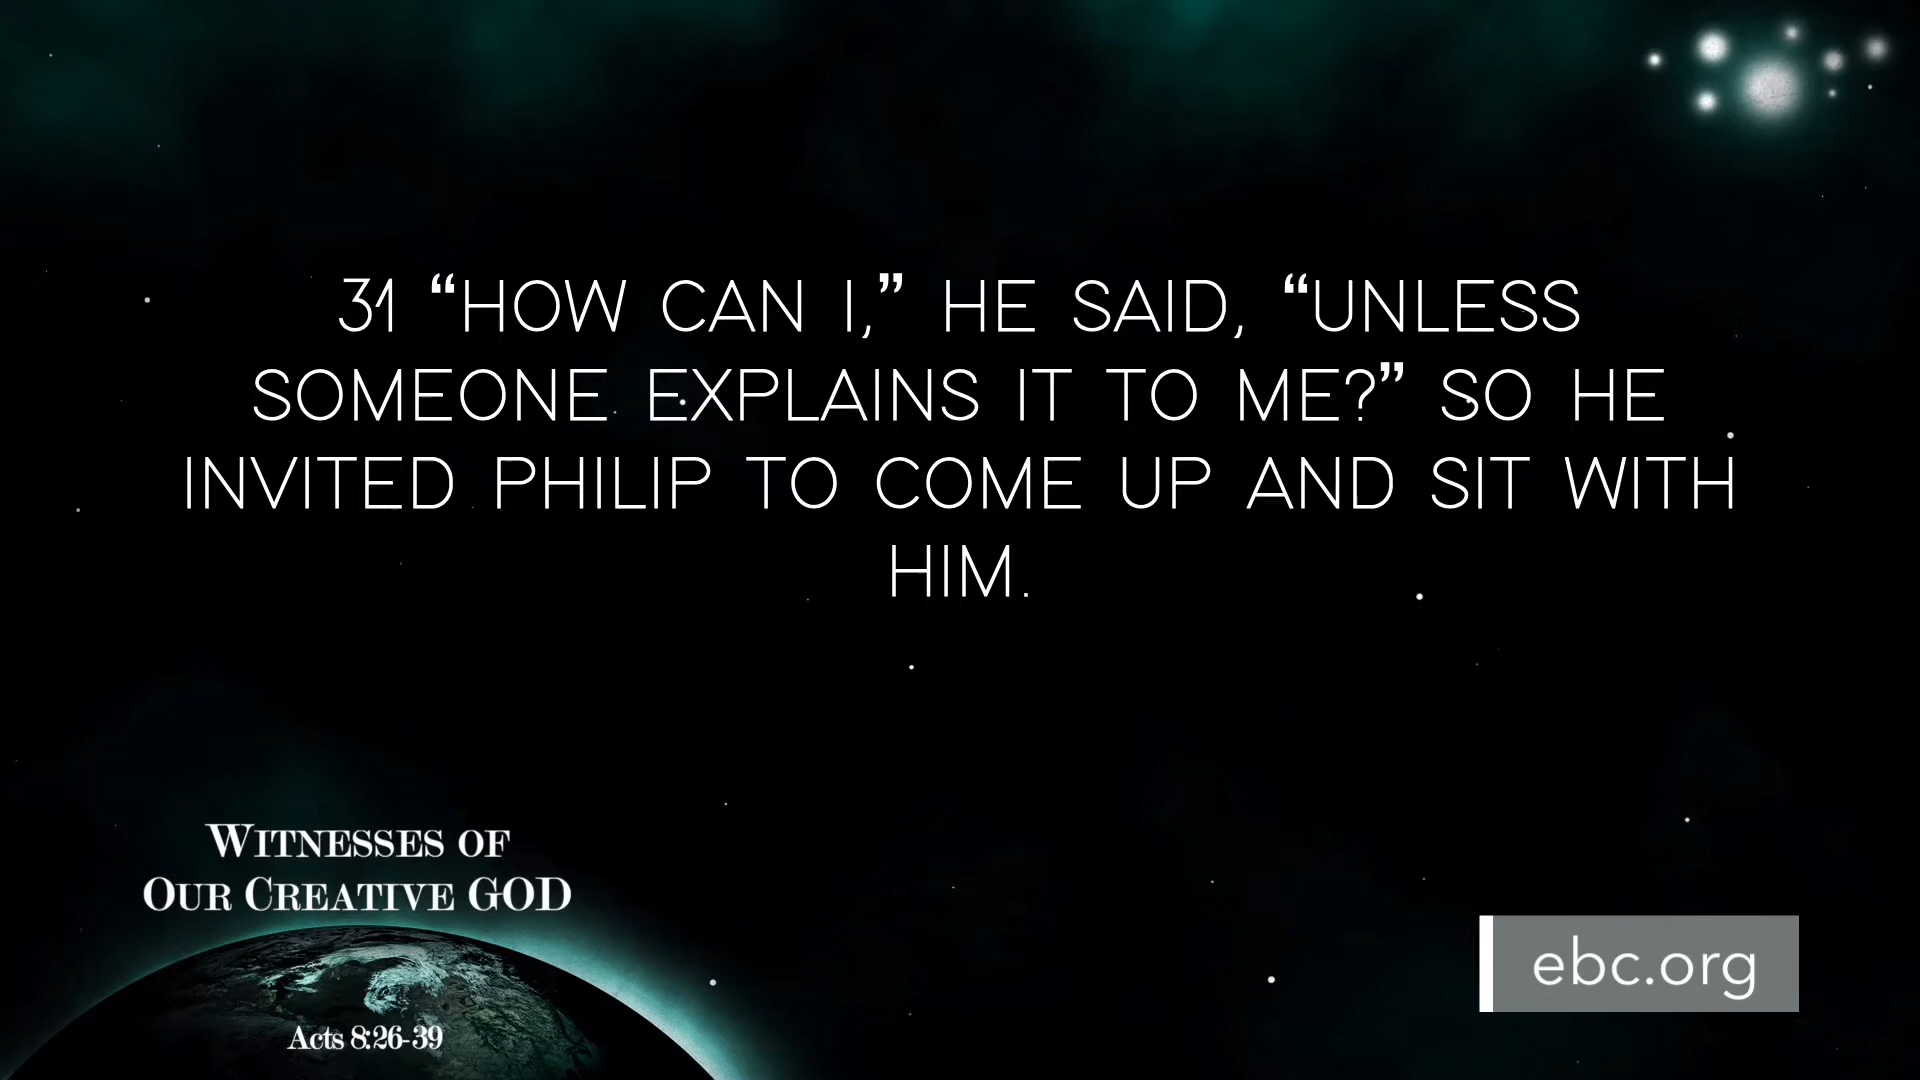 31 “HOW CAN I,” HE SAID, “UNLESS
SOMEONE EXPLAINS IT TO ME?” SO HE
INVITED PHILIP TO COME UP AND SIT WITH
HIM.
WITNESSES OF
OUR CREATIVE GOD
Acts 8:26-39
ebc.org